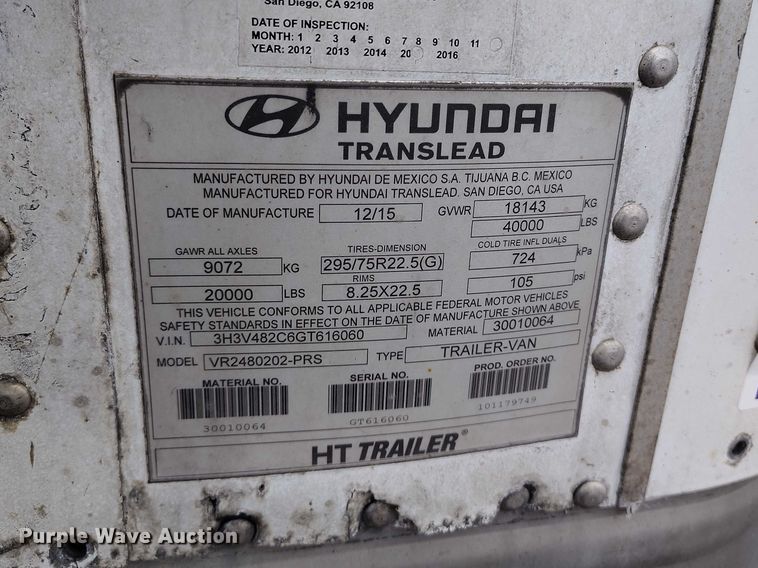 San Diego, CA 92108
DATE OF INSPECTION:
MONTH: 1 2 3 4 5 6 7 8 9 10 11
YEAR: 2012 2013 2014 20 2016
HYUNDAI
TRANSLEAD
MANUFACTURED BY HYUNDAI DE MEXICO S.A. TIJUANA B.C. MEXICO
MANUFACTURED FOR HYUNDAI TRANSLEAD. SAN DIEGO, CA USA
DATE OF MANUFACTURE 12/15 GVWR 18143 KG
40000 LBS
GAWR ALL AXLES TIRES-DIMENSION COLD TIRE INFL DUALS
9072 KG 295/75R22.5(G) 724 kPa
RIMS
20000 LBS 8.25X22.5 105 psi
THIS VEHICLE CONFORMS TO ALL APPLICABLE FEDERAL MOTOR VEHICLES
SAFETY STANDARDS IN EFFECT ON THE DATE OF MANUFACTURE SHOWN ABOVE
V.I.N. 3H3V482C6GT616060 MATERIAL 30010064
MODEL VR2480202-PRS TYPE TRAILER-VAN
MATERIAL NO. SERIAL NO. PROD. ORDER NO.
30010064 GT616060 101179749
HT TRAILER®
Purple Wave Auction